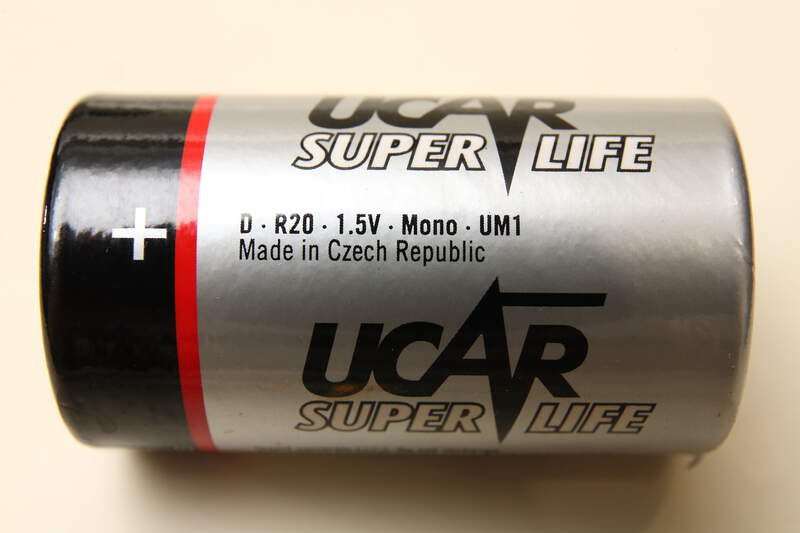 UCAR
SUPER LIFE
D · R20 · 1.5V · Mono · UM1
+
Made in Czech Republic
UCAR
SUPER LIFE